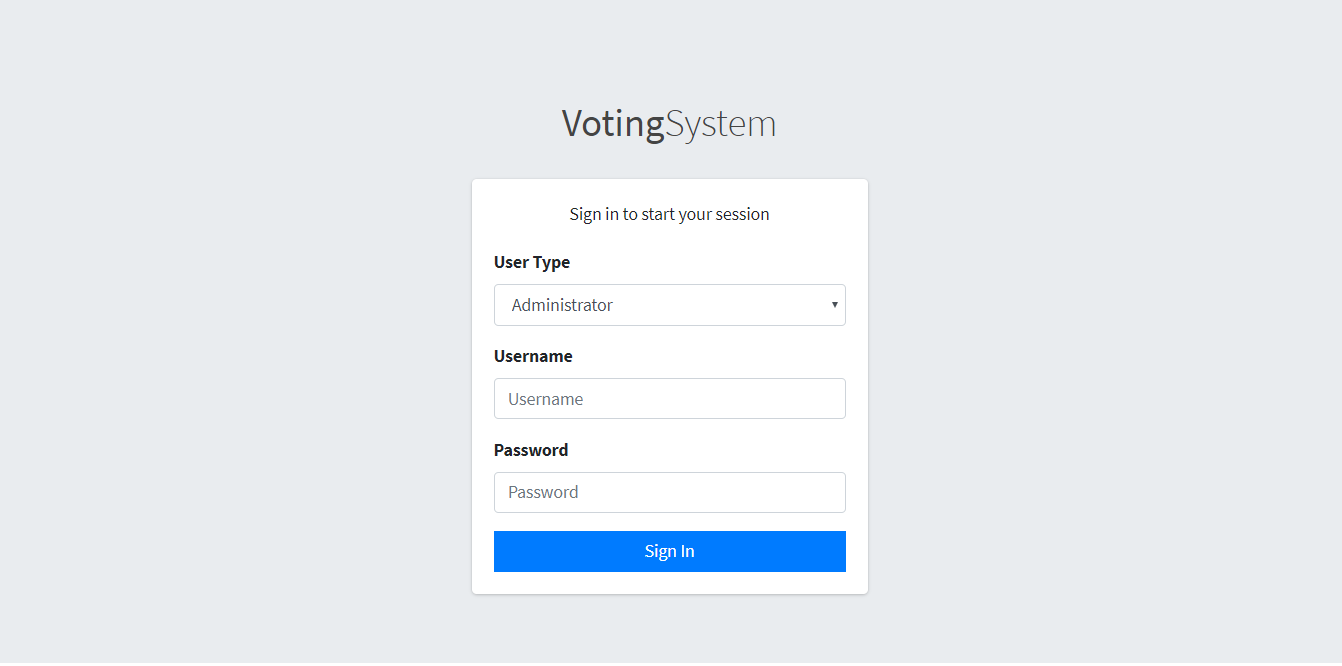 VotingSystem
Sign in to start your session
User Type
Administrator
Username
Username
Password
Password
Sign In